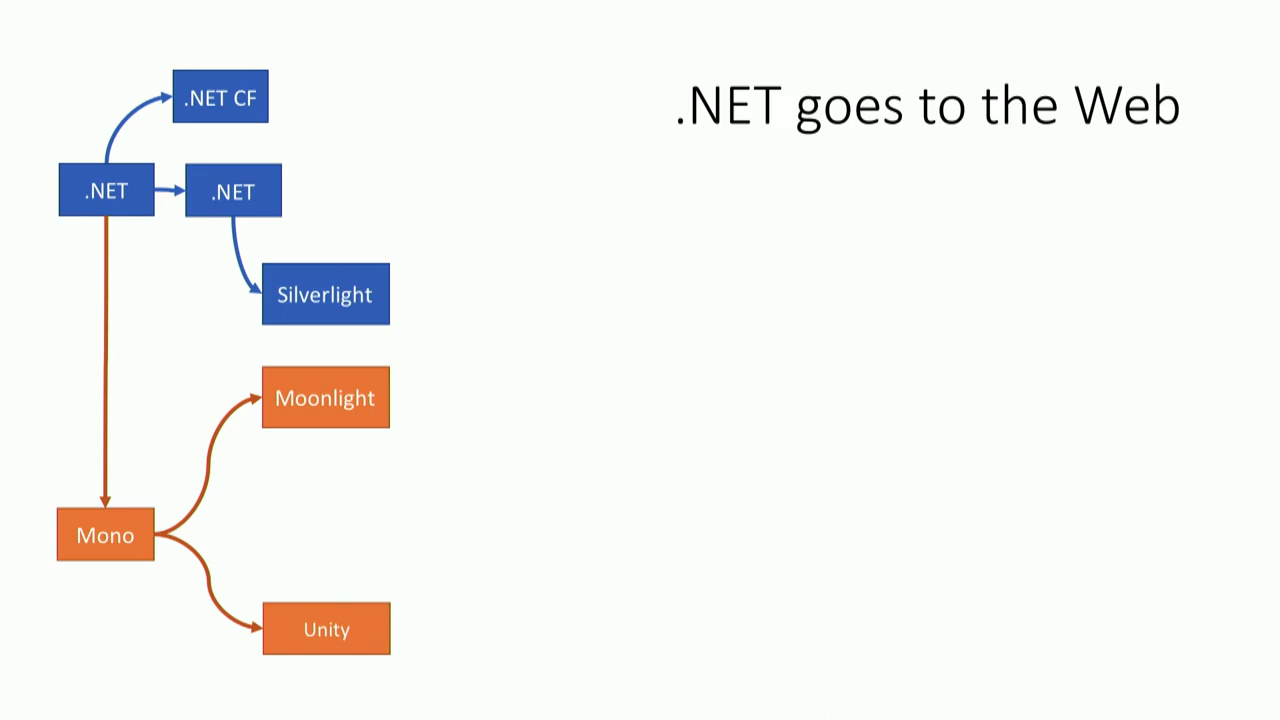 .NET goes to the Web
.NET CF
.NET
.NET
Silverlight
Moonlight
Mono
Unity